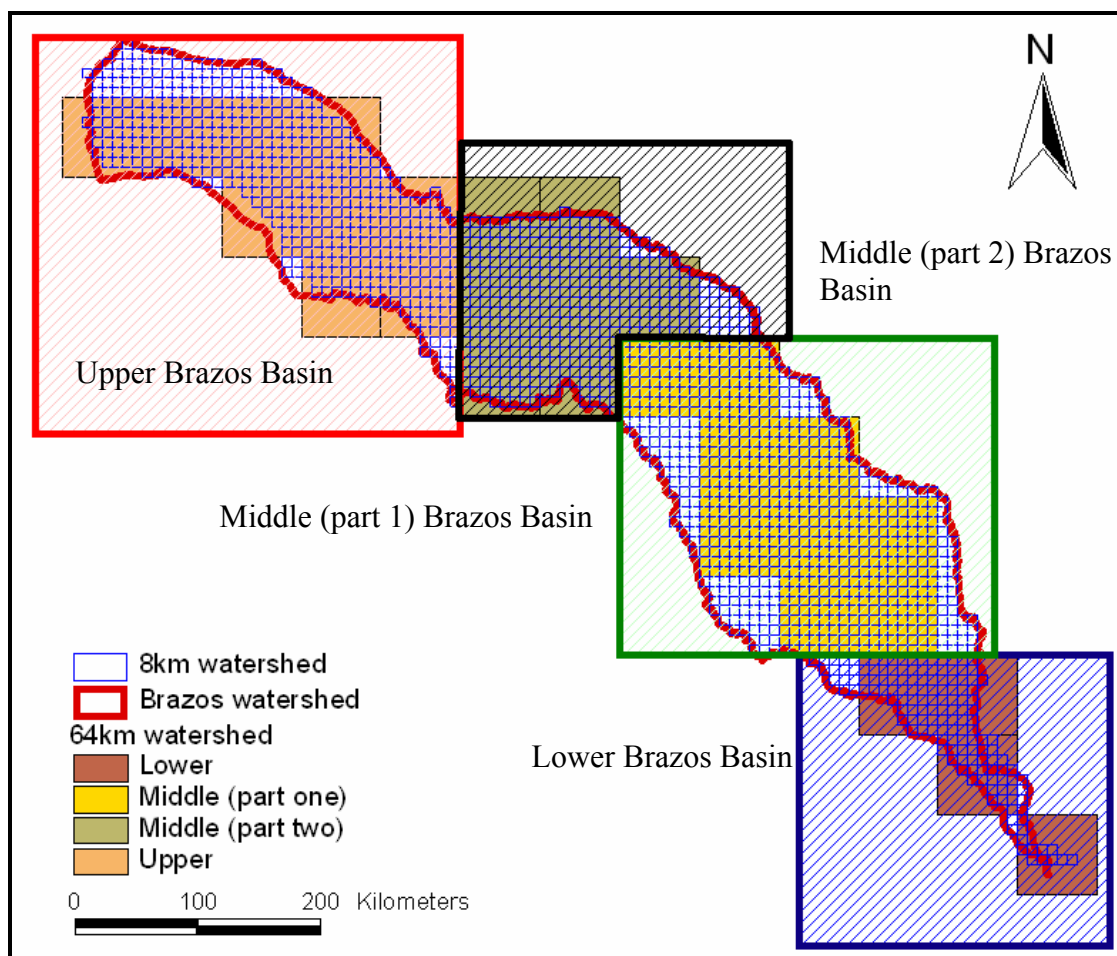 N
Middle (part 2) Brazos
Basin
Upper Brazos Basin
Middle (part 1) Brazos Basin
Lower Brazos Basin
8km watershed
Brazos watershed
64km watershed
Lower
Middle (part one)
Middle (part two)
Upper
0 100 200 Kilometers